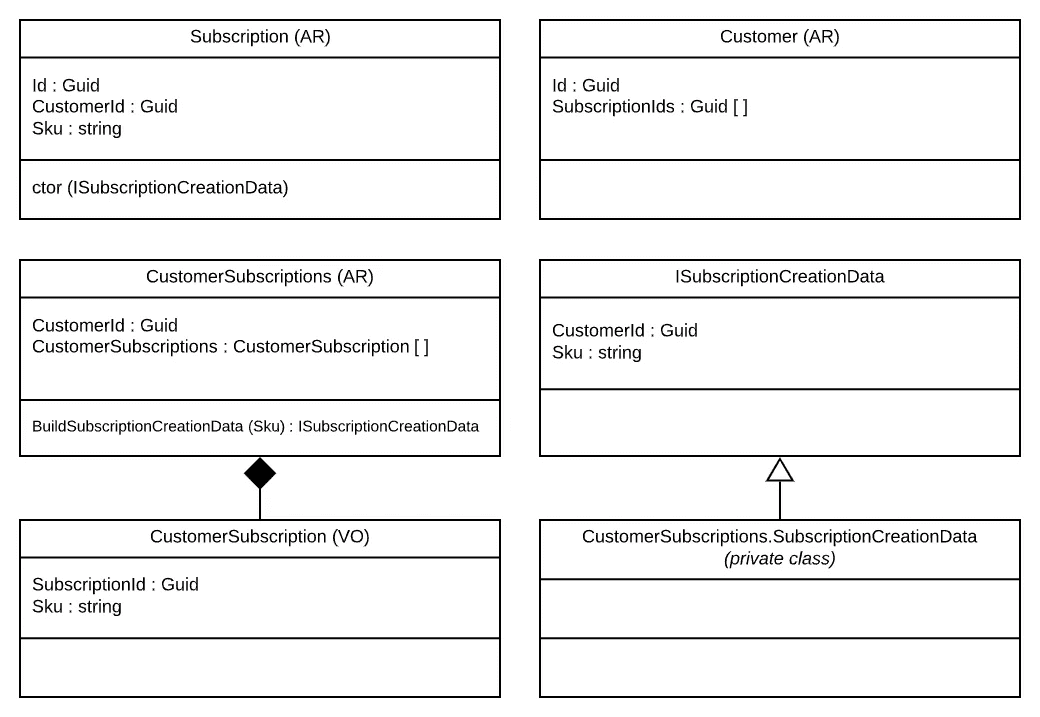 Subscription (AR)
Id : Guid
CustomerId : Guid
Sku : string
ctor (ISubscriptionCreationData)
Customer (AR)
Id : Guid
SubscriptionIds : Guid [ ]
CustomerSubscriptions (AR)
CustomerId : Guid
CustomerSubscriptions : CustomerSubscription [ ]
BuildSubscriptionCreationData (Sku) : ISubscriptionCreationData
ISubscriptionCreationData
CustomerId : Guid
Sku : string
CustomerSubscription (VO)
SubscriptionId : Guid
Sku : string
CustomerSubscriptions.SubscriptionCreationData
(private class)